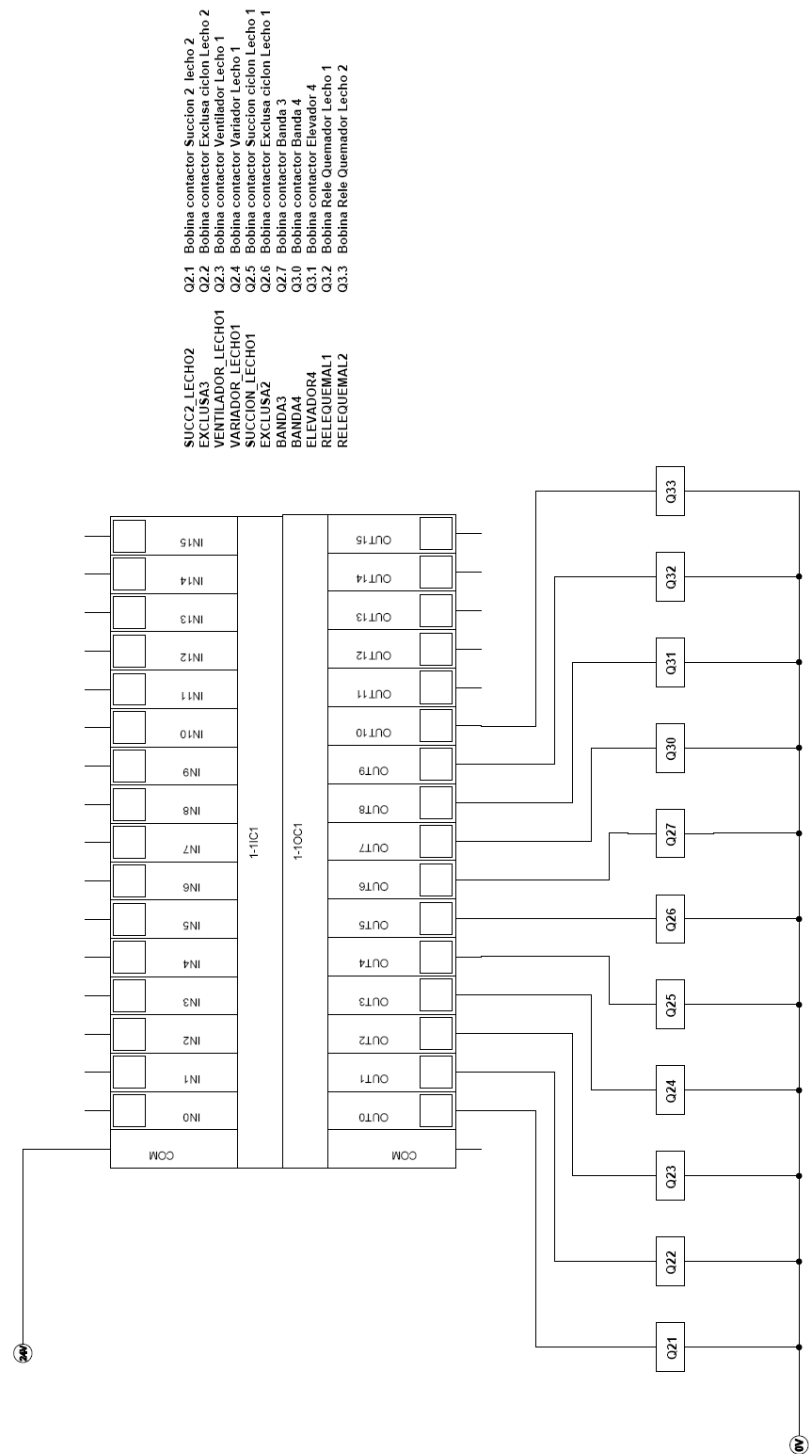 SUCC2_LECHO2 Q2.1 Bobina contactor Succion 2 lecho 2
EXCLUSA3 Q2.2 Bobina contactor Exclusa ciclon Lecho 2
VENTILADOR_LECHO1 Q2.3 Bobina contactor Ventilador Lecho 1
VARIADOR_LECHO1 Q2.4 Bobina contactor Variador Lecho 1
SUCCION_LECHO1 Q2.5 Bobina contactor Succion ciclon Lecho 1
EXCLUSA2 Q2.6 Bobina contactor Exclusa ciclon Lecho 1
BANDA3 Q2.7 Bobina contactor Banda 3
BANDA4 Q3.0 Bobina contactor Banda 4
ELEVADOR4 Q3.1 Bobina contactor Elevador 4
RELEQUEMAL1 Q3.2 Bobina Rele Quemador Lecho 1
RELEQUEMAL2 Q3.3 Bobina Rele Quemador Lecho 2
24V
COM IN0 IN1 IN2 IN3 IN4 IN5 IN6 IN7 IN8 IN9 IN10 IN11 IN12 IN13 IN14 IN15
1-1IC1
1-1OC1
COM OUT0 OUT1 OUT2 OUT3 OUT4 OUT5 OUT6 OUT7 OUT8 OUT9 OUT10 OUT11 OUT12 OUT13 OUT14 OUT15
Q21 Q22 Q23 Q24 Q25 Q26 Q27 Q30 Q31 Q32 Q33
0V